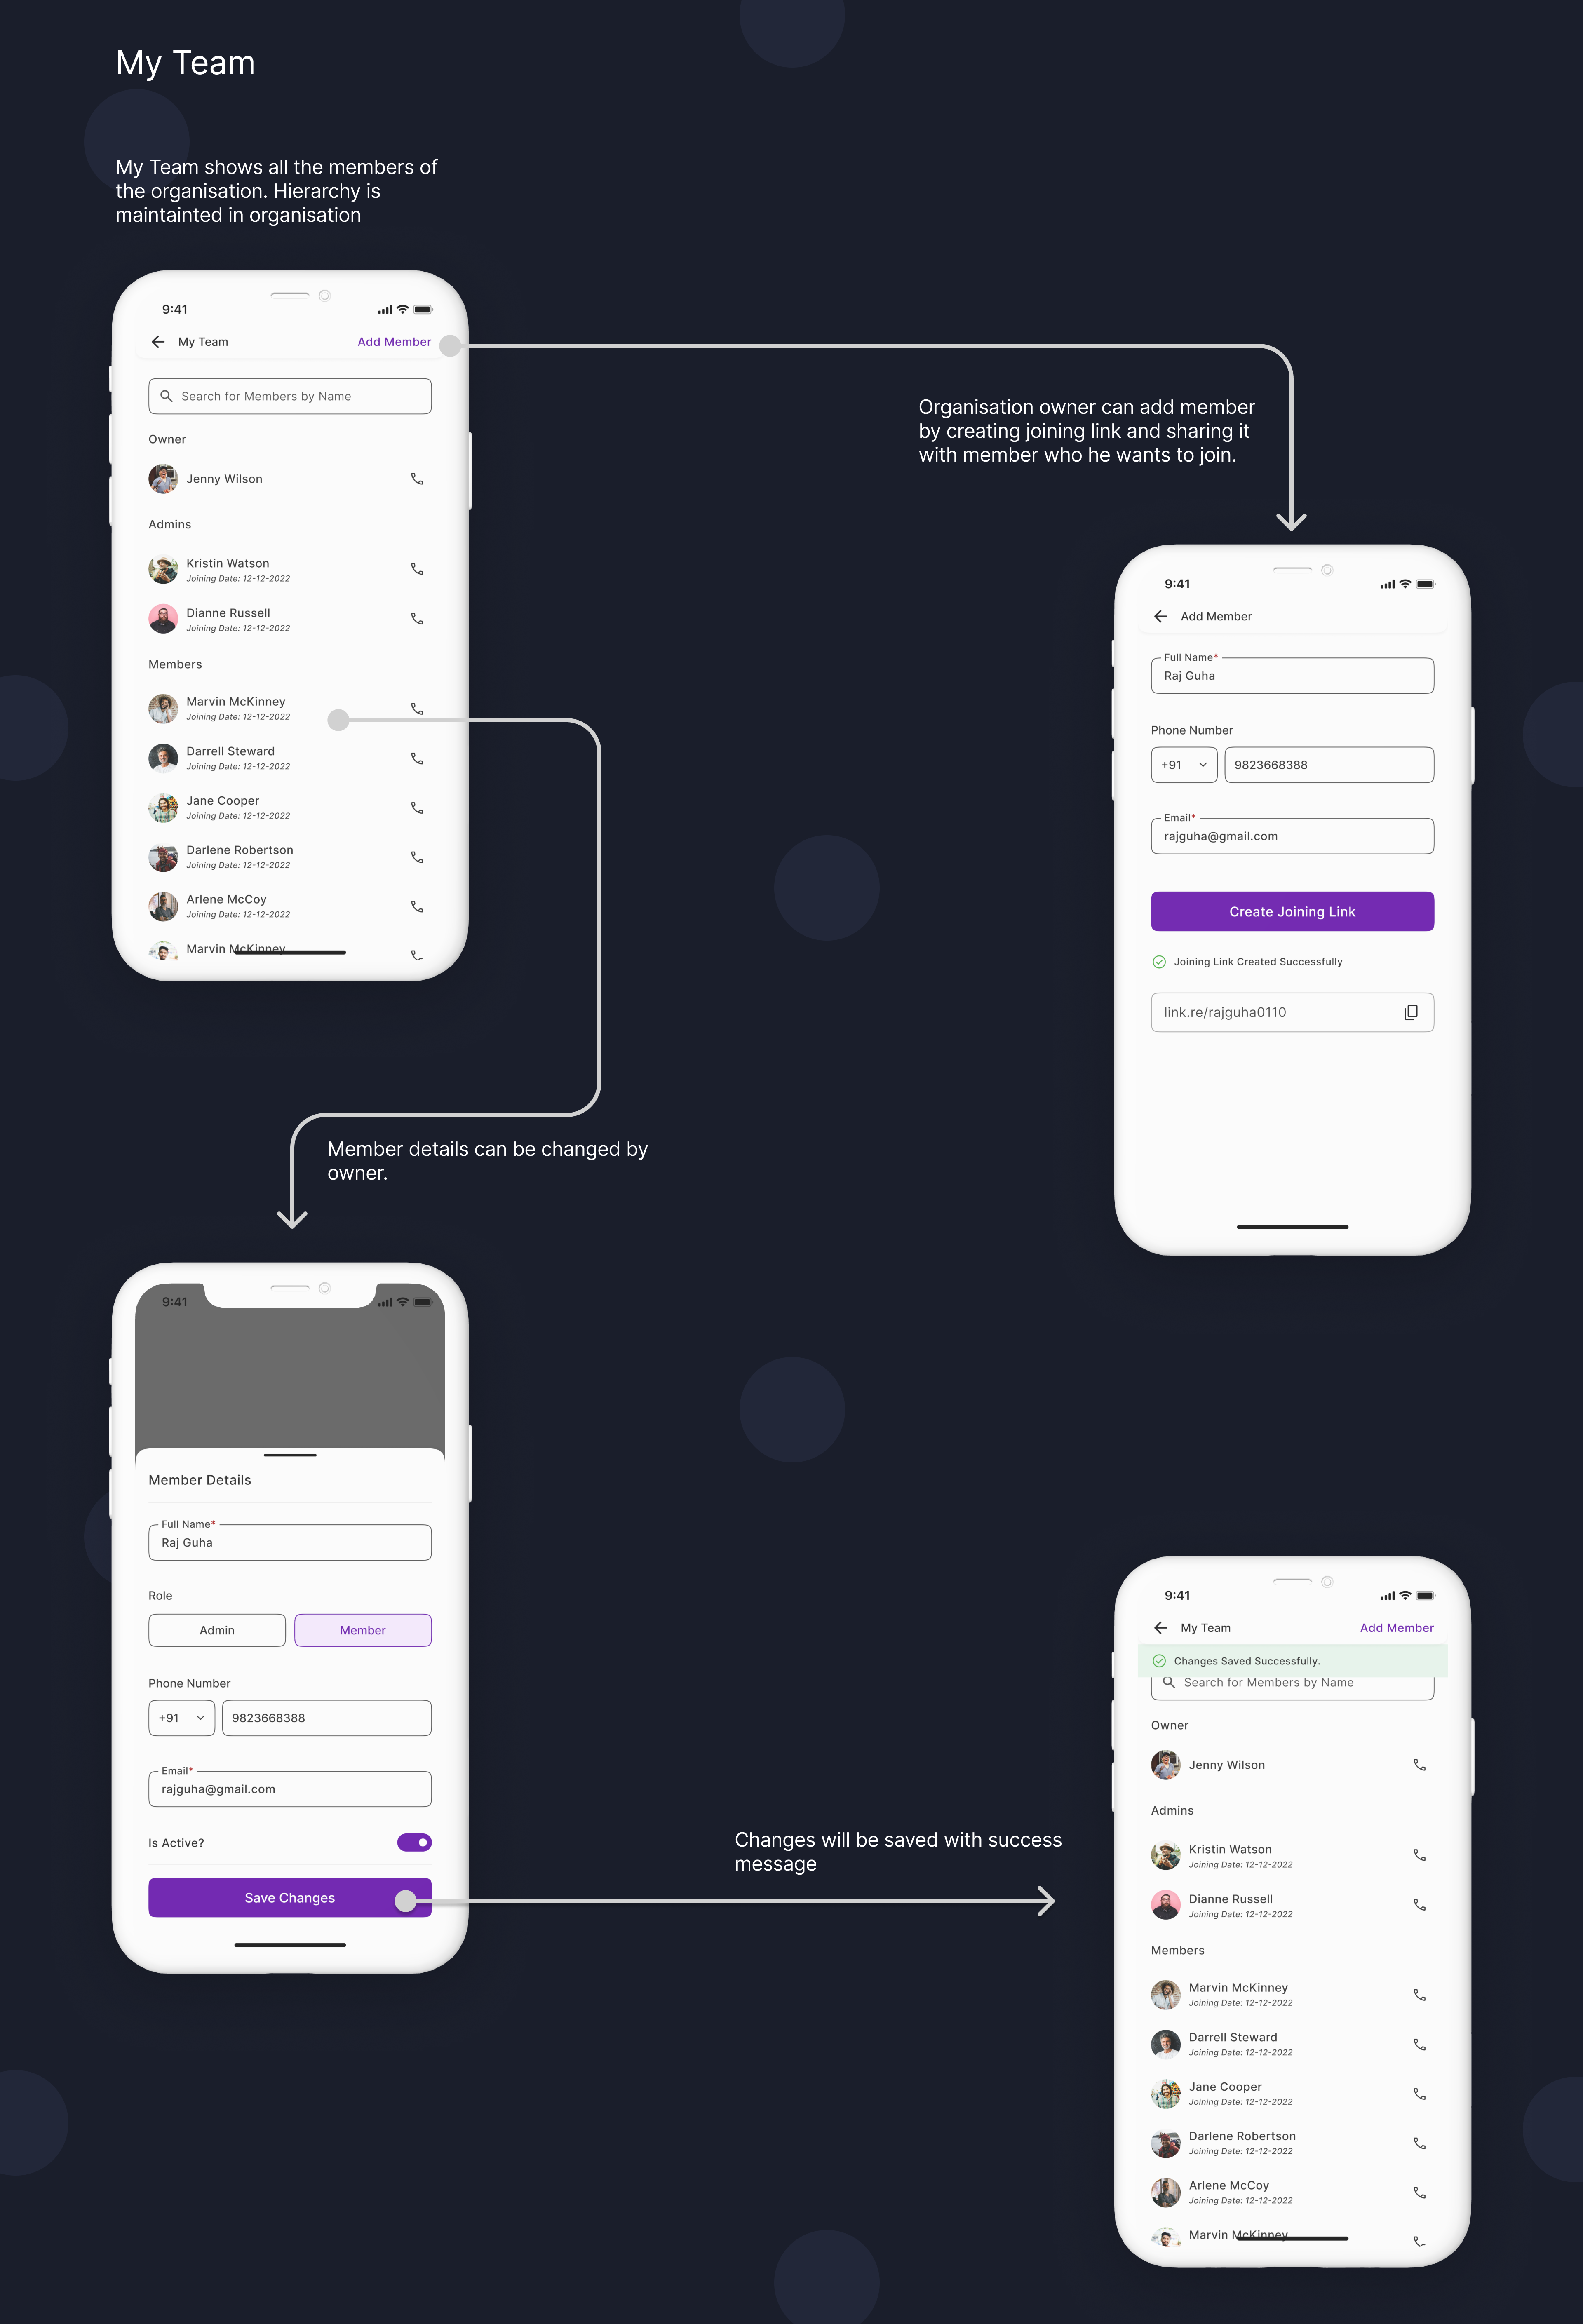 My Team
My Team shows all the members of
the organisation. Hierarchy is
maintainted in organisation
9:41
My Team
Add Member
Search for Members by Name
Owner
Jenny Wilson
Admins
Kristin Watson
Joining Date: 12-12-2022
Dianne Russell
Joining Date: 12-12-2022
Members
Marvin McKinney
Joining Date: 12-12-2022
Darrell Steward
Joining Date: 12-12-2022
Jane Cooper
Joining Date: 12-12-2022
Darlene Robertson
Joining Date: 12-12-2022
Arlene McCoy
Joining Date: 12-12-2022
Marvin McKinney
Organisation owner can add member
by creating joining link and sharing it
with member who he wants to join.
9:41
Add Member
Full Name*
Raj Guha
Phone Number
+91
9823668388
Email*
rajguha@gmail.com
Create Joining Link
Joining Link Created Successfully
link.re/rajguha0110
Member details can be changed by
owner.
9:41
Member Details
Full Name*
Raj Guha
Role
Admin
Member
Phone Number
+91
9823668388
Email*
rajguha@gmail.com
Is Active?
Save Changes
Changes will be saved with success
message
9:41
My Team
Add Member
Changes Saved Successfully.
Search for Members by Name
Owner
Jenny Wilson
Admins
Kristin Watson
Joining Date: 12-12-2022
Dianne Russell
Joining Date: 12-12-2022
Members
Marvin McKinney
Joining Date: 12-12-2022
Darrell Steward
Joining Date: 12-12-2022
Jane Cooper
Joining Date: 12-12-2022
Darlene Robertson
Joining Date: 12-12-2022
Arlene McCoy
Joining Date: 12-12-2022
Marvin McKinney